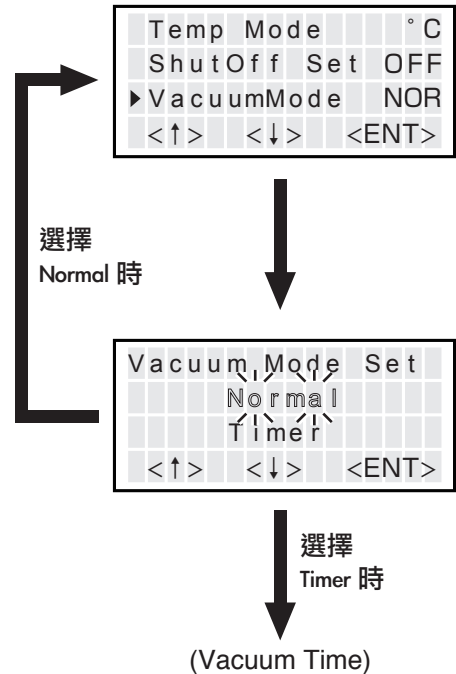 Temp Mode °C
ShutOff Set OFF
▶VacuumMode NOR
<↑> <↓> <ENT>
選擇
Normal 時
Vacuum Mode Set
Normal
Timer
<↑> <↓> <ENT>
選擇
Timer 時
(Vacuum Time)